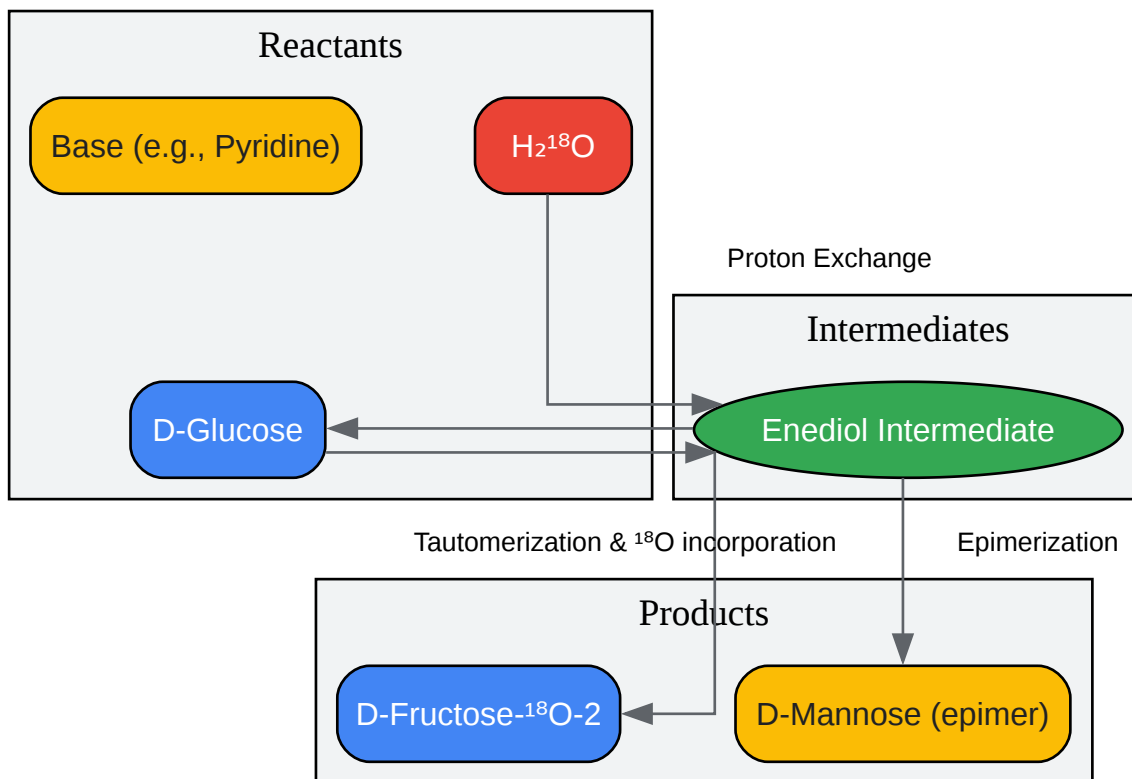 Reactants
Base (e.g., Pyridine)
H₂¹⁸O
Proton Exchange
Intermediates
D-Glucose
Enediol Intermediate
Tautomerization & ¹⁸O incorporation
Epimerization
Products
D-Fructose-¹⁸O-2
D-Mannose (epimer)